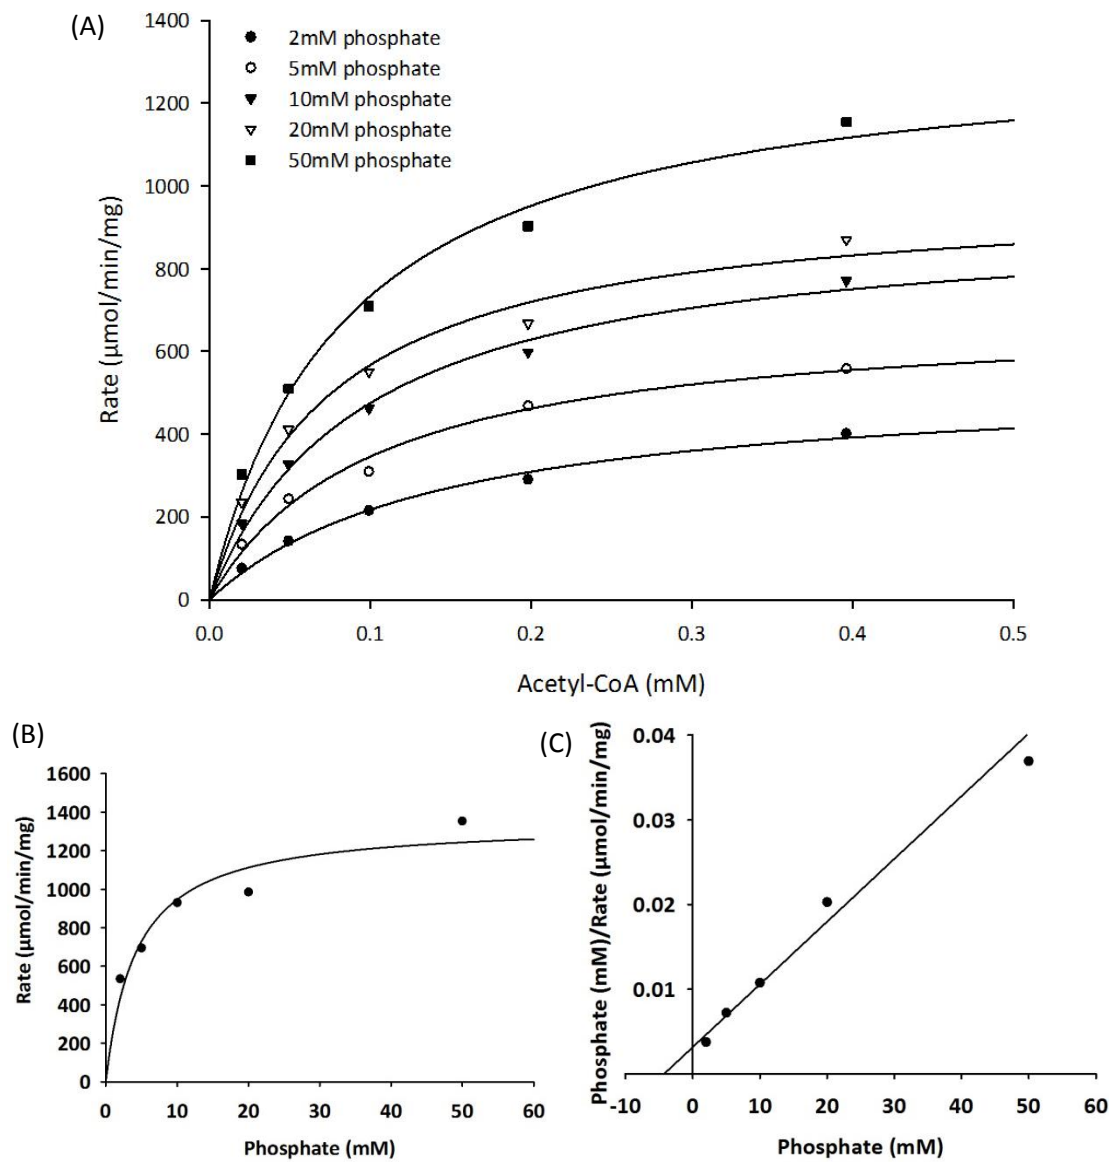 (A)
1400
1200
1000
800
600
400
200
0
Rate (µmol/min/mg)
2mM phosphate
5mM phosphate
10mM phosphate
20mM phosphate
50mM phosphate
0.0 0.1 0.2 0.3 0.4 0.5
Acetyl-CoA (mM)
(B)
1600
1400
1200
1000
800
600
400
200
0
Rate (µmol/min/mg)
0 10 20 30 40 50 60
Phosphate (mM)
(C)
0.04
0.03
0.02
0.01
Phosphate (mM)/Rate (µmol/min/mg)
-10 0 10 20 30 40 50 60
Phosphate (mM)